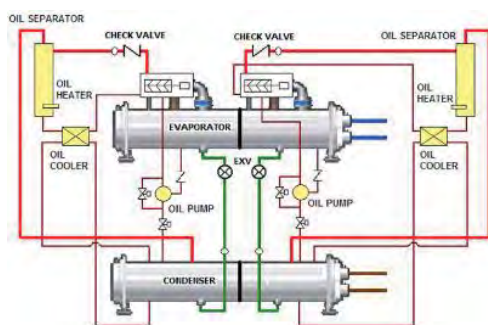 OIL SEPARATOR
CHECK VALVE
CHECK VALVE
OIL SEPARATOR
OIL
HEATER
OIL
HEATER
EVAPORATOR
OIL
COOLER
EXV
OIL
COOLER
OIL PUMP
OIL PUMP
CONDENSER